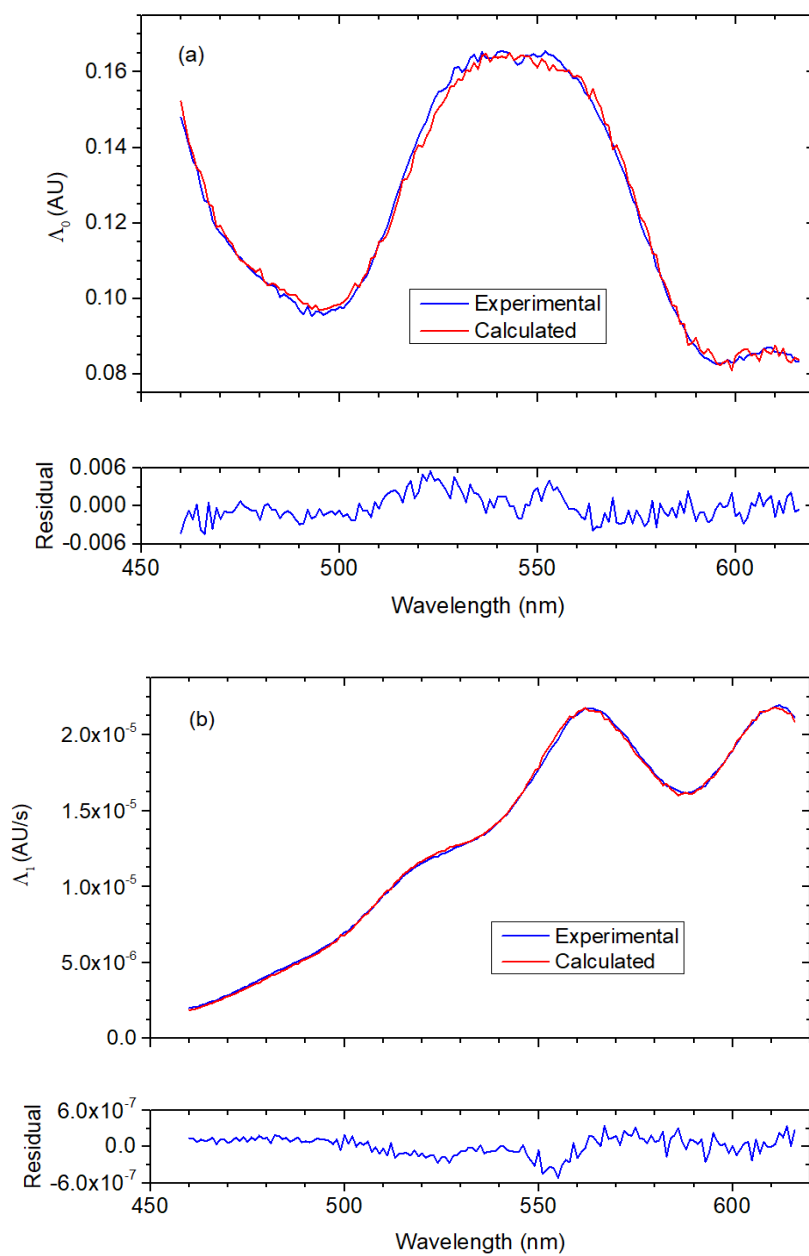 (a)
0.16
0.14
0.12
0.10
0.08
Λ₀ (AU)
Experimental
Calculated
0.006
0.000
-0.006
Residual
450 500 550 600
Wavelength (nm)
(b)
2.0x10⁻⁵
1.5x10⁻⁵
1.0x10⁻⁵
5.0x10⁻⁶
0.0
Λ₁ (AU/s)
Experimental
Calculated
6.0x10⁻⁷
0.0
-6.0x10⁻⁷
Residual
450 500 550 600
Wavelength (nm)